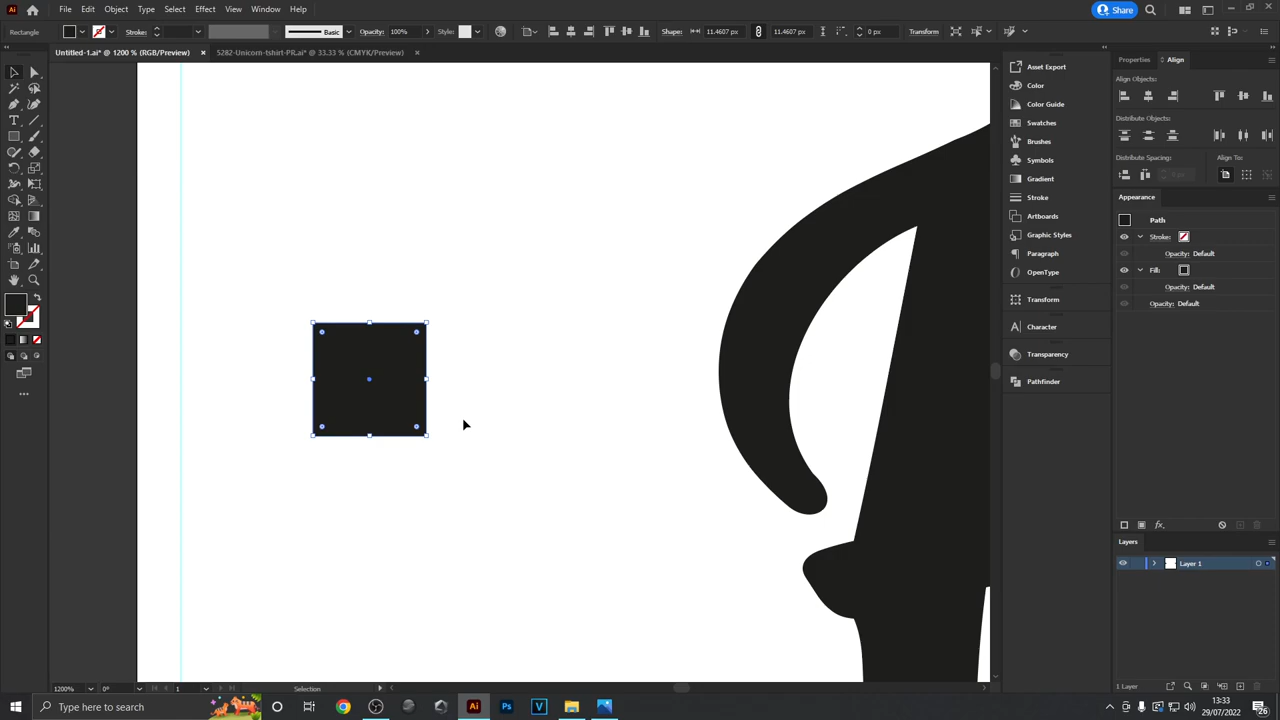 Ai File Edit Object Type Select Effect View Window Help Share
Rectangle Stroke: Basic Opacity: 100% Style: Shape: 11.4607 px 11.4607 px 0 px Transform
Untitled-1.ai* @ 1200 % (RGB/Preview) × 5282-Unicorn-tshirt-PR.ai* @ 33.33 % (CMYK/Preview) ×
Asset Export
Color
Color Guide
Swatches
Brushes
Symbols
Gradient
Stroke
Artboards
Graphic Styles
Paragraph
OpenType
Transform
Character
Transparency
Pathfinder
Properties Align
Align Objects:
Distribute Objects:
Distribute Spacing: Align To:
0 px
Appearance
Path
Stroke:
Opacity: Default
Fill:
Opacity: Default
Opacity: Default
Layers
Layer 1
1 Layer
1200% 0° 1 Selection
Type here to search
Ai Ps V
13:33
29/07/2022